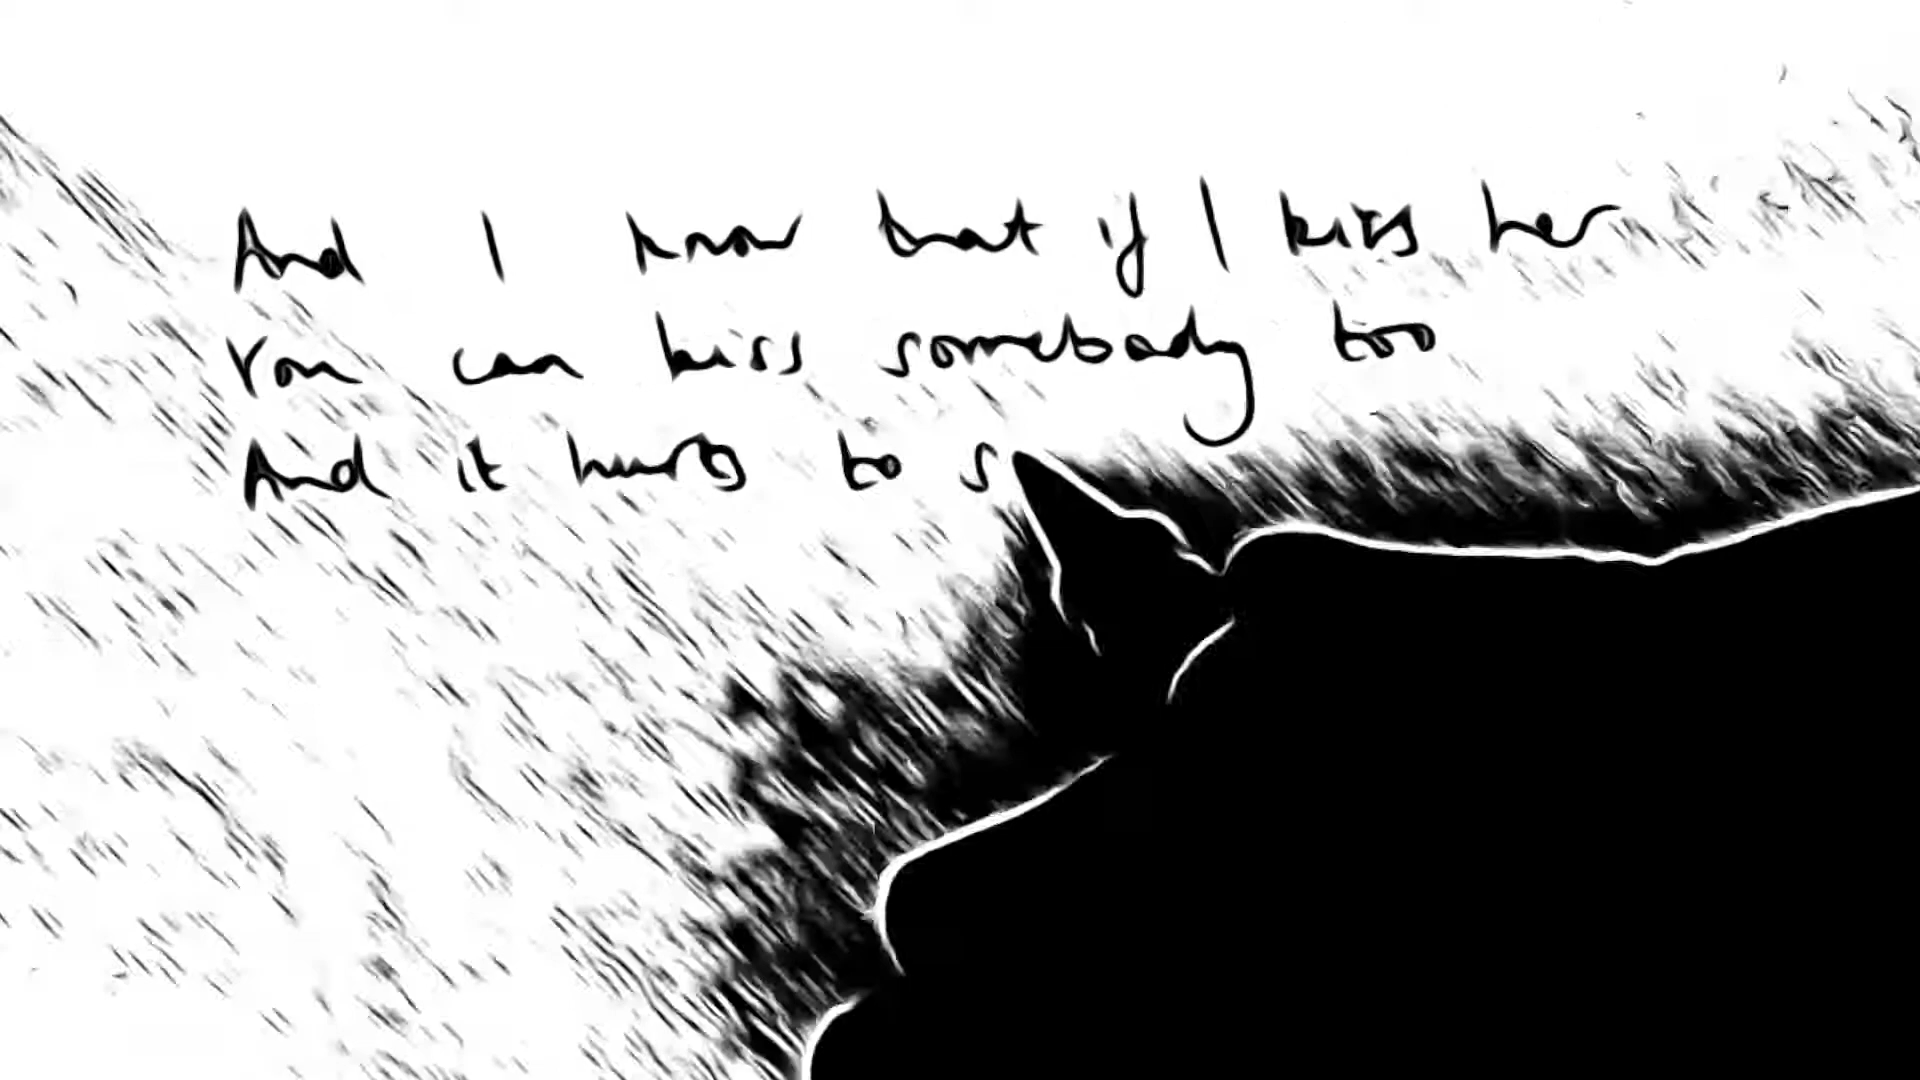 And I know that if I kiss her
You can kiss somebody too
And it hurts to s